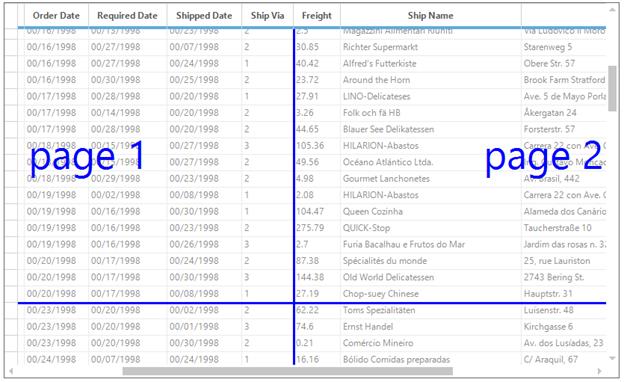 Order Date Required Date Shipped Date Ship Via Freight Ship Name
00/16/1998 00/13/1998 00/23/1998 2 2.5 Magazzini Alimentari Riuniti Via Ludovico il Moro
00/16/1998 00/27/1998 00/07/1998 2 30.85 Richter Supermarkt Starenweg 5
00/16/1998 00/27/1998 00/24/1998 1 40.42 Alfred's Futterkiste Obere Str. 57
00/16/1998 00/30/1998 00/25/1998 2 23.72 Around the Horn Brook Farm Stratford
00/17/1998 00/28/1998 00/20/1998 1 27.91 LINO-Delicateses Ave. 5 de Mayo Porla
00/17/1998 00/14/1998 00/20/1998 2 3.26 Folk och fä HB Åkergatan 24
00/17/1998 00/28/1998 00/20/1998 2 44.65 Blauer See Delikatessen Forsterstr. 57
00/18/1998 00/15/1998 00/27/1998 3 105.36 HILARION-Abastos Carrera 22 con Ave. C
page 1 page 2
00/27/1998 2 49.56 Océano Atlántico Ltda.
00/18/1998 00/29/1998 00/23/1998 2 4.98 Gourmet Lanchonetes Av. Brasil, 442
00/19/1998 00/02/1998 00/08/1998 1 2.08 HILARION-Abastos Carrera 22 con Ave. C
00/19/1998 00/16/1998 00/30/1998 1 104.47 Queen Cozinha Alameda dos Canário
00/19/1998 00/16/1998 00/23/1998 2 275.79 QUICK-Stop Taucherstraße 10
00/19/1998 00/16/1998 00/26/1998 3 2.7 Furia Bacalhau e Frutos do Mar Jardim das rosas n. 32
00/20/1998 00/17/1998 00/24/1998 2 87.38 Spécialités du monde 25, rue Lauriston
00/20/1998 00/17/1998 00/30/1998 3 144.38 Old World Delicatessen 2743 Bering St.
00/20/1998 00/17/1998 00/08/1998 1 27.19 Chop-suey Chinese Hauptstr. 31
00/23/1998 00/20/1998 00/02/1998 2 62.22 Toms Spezialitäten Luisenstr. 48
00/23/1998 00/20/1998 00/01/1998 3 74.6 Ernst Handel Kirchgasse 6
00/23/1998 00/20/1998 00/30/1998 2 0.21 Comércio Mineiro Av. dos Lusíadas, 23
00/24/1998 00/07/1998 00/24/1998 1 16.16 Bólido Comidas preparadas C/ Araquil, 67